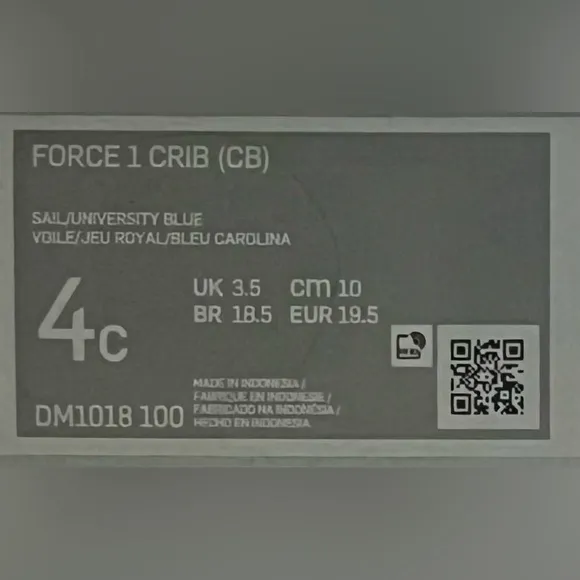 FORCE 1 CRIB (CB)
SAIL/UNIVERSITY BLUE
VOILE/JEU ROYAL/BLEU CAROLINA
4C
UK 3.5 CM 10
BR 18.5 EUR 19.5
MADE IN INDONESIA /
FABRIQUE EN INDONESIE /
FABRICADO NA INDONÉSIA /
HECHO EN INDONESIA
DM1018 100